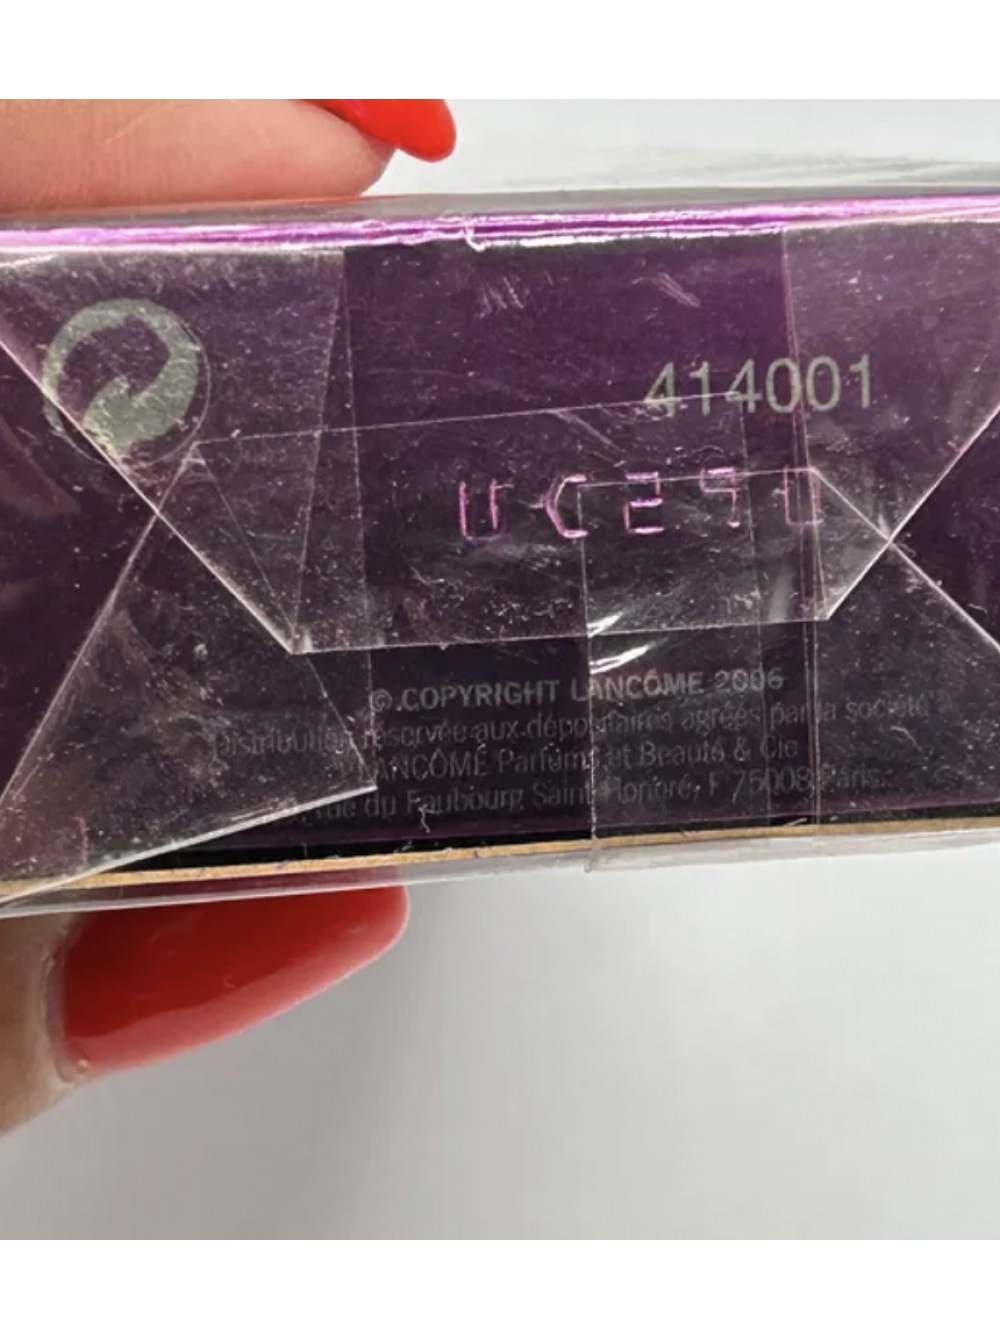 414001
© COPYRIGHT LANCÔME 2006
Distribution réservée aux dépositaires agréés par la société
LANCÔME Parfums et Beauté & Cie
rue du Faubourg Saint-Honoré, F 75008 Paris.